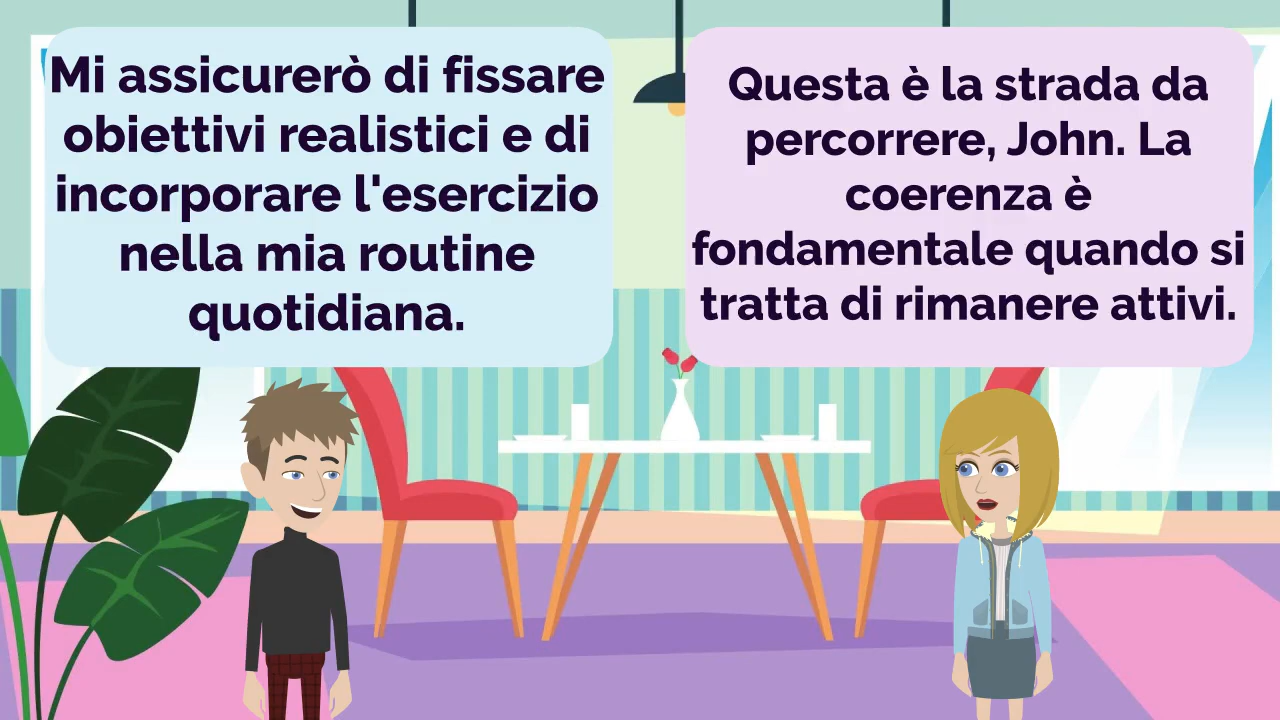 Mi assicurerò di fissare
obiettivi realistici e di
incorporare l'esercizio
nella mia routine
quotidiana.
Questa è la strada da
percorrere, John. La
coerenza è
fondamentale quando si
tratta di rimanere attivi.